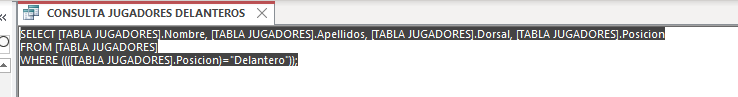 CONSULTA JUGADORES DELANTEROS
SELECT [TABLA JUGADORES].Nombre, [TABLA JUGADORES].Apellidos, [TABLA JUGADORES].Dorsal, [TABLA JUGADORES].Posicion
FROM [TABLA JUGADORES]
WHERE ((([TABLA JUGADORES].Posicion)="Delantero"));